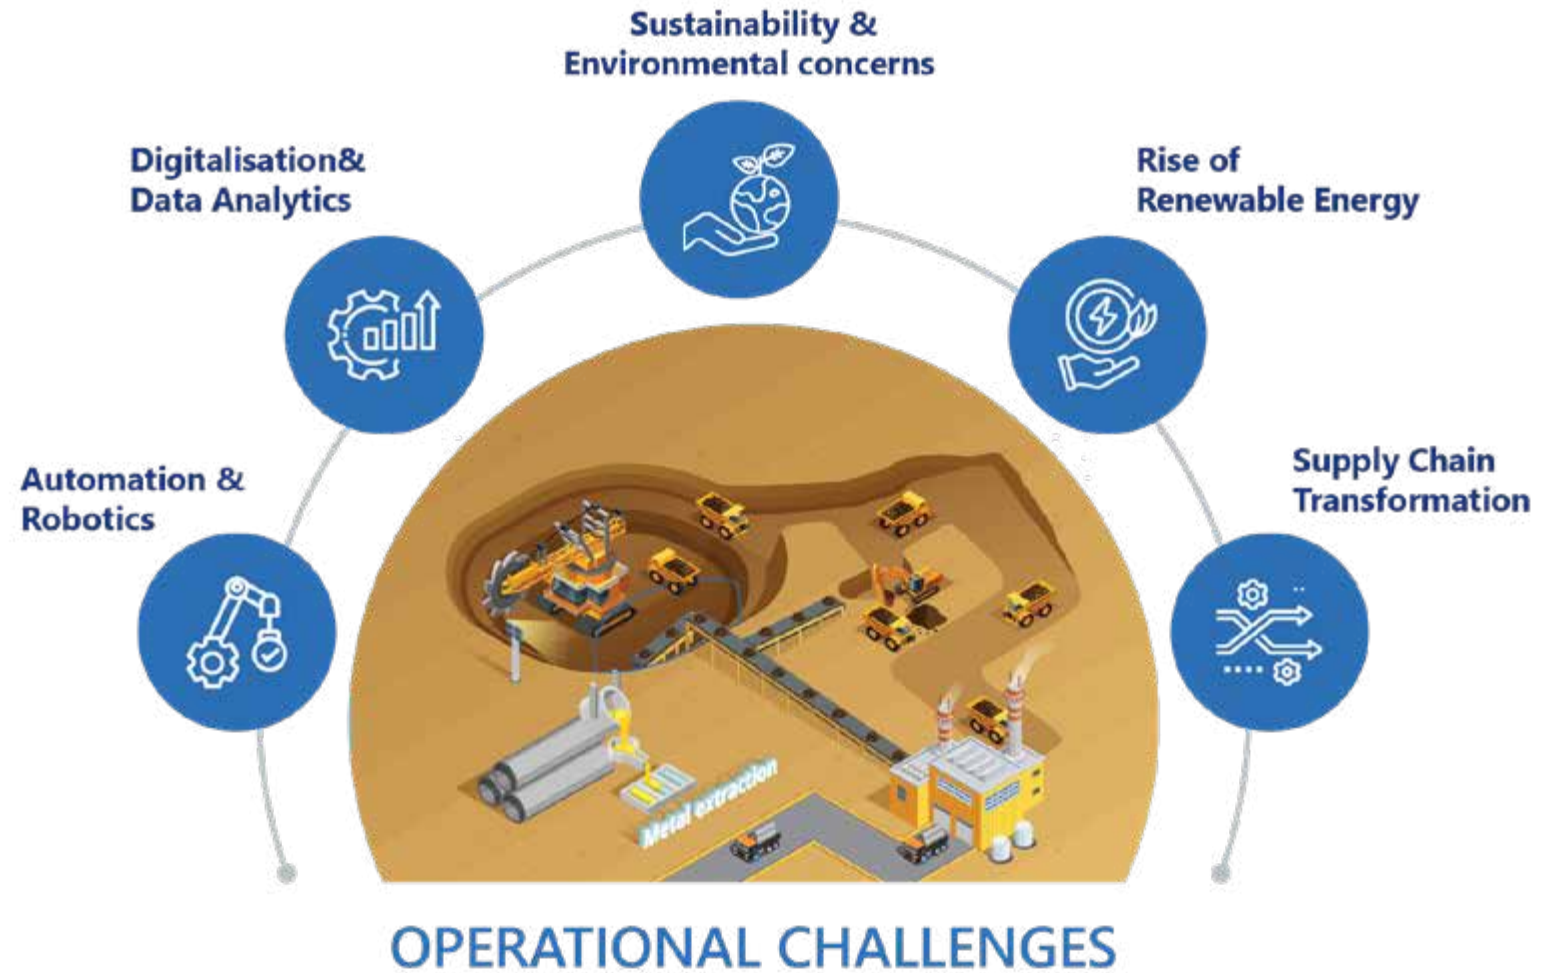 Sustainability &
Environmental concerns
Digitalisation&
Data Analytics
Rise of
Renewable Energy
Automation &
Robotics
Supply Chain
Transformation
Metal extraction
OPERATIONAL CHALLENGES